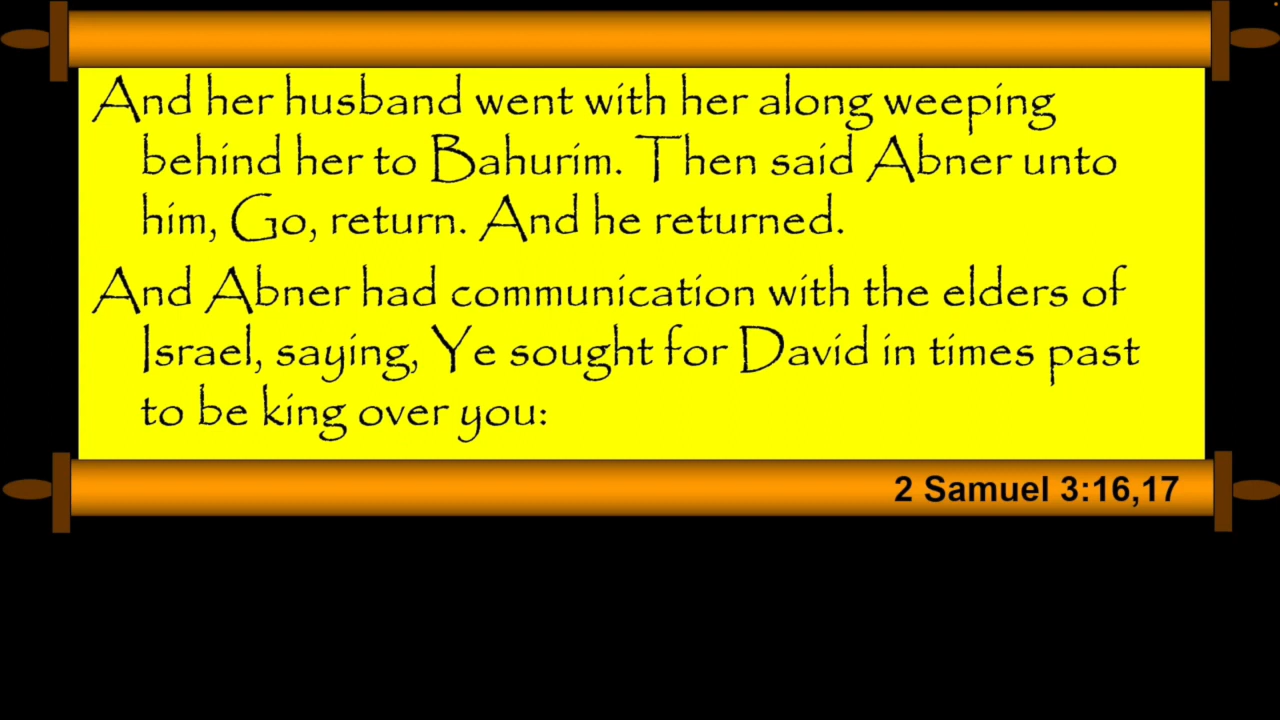 And her husband went with her along weeping
behind her to Bahurim. Then said Abner unto
him, Go, return. And he returned.
And Abner had communication with the elders of
Israel, saying, Ye sought for David in times past
to be king over you:
2 Samuel 3:16,17